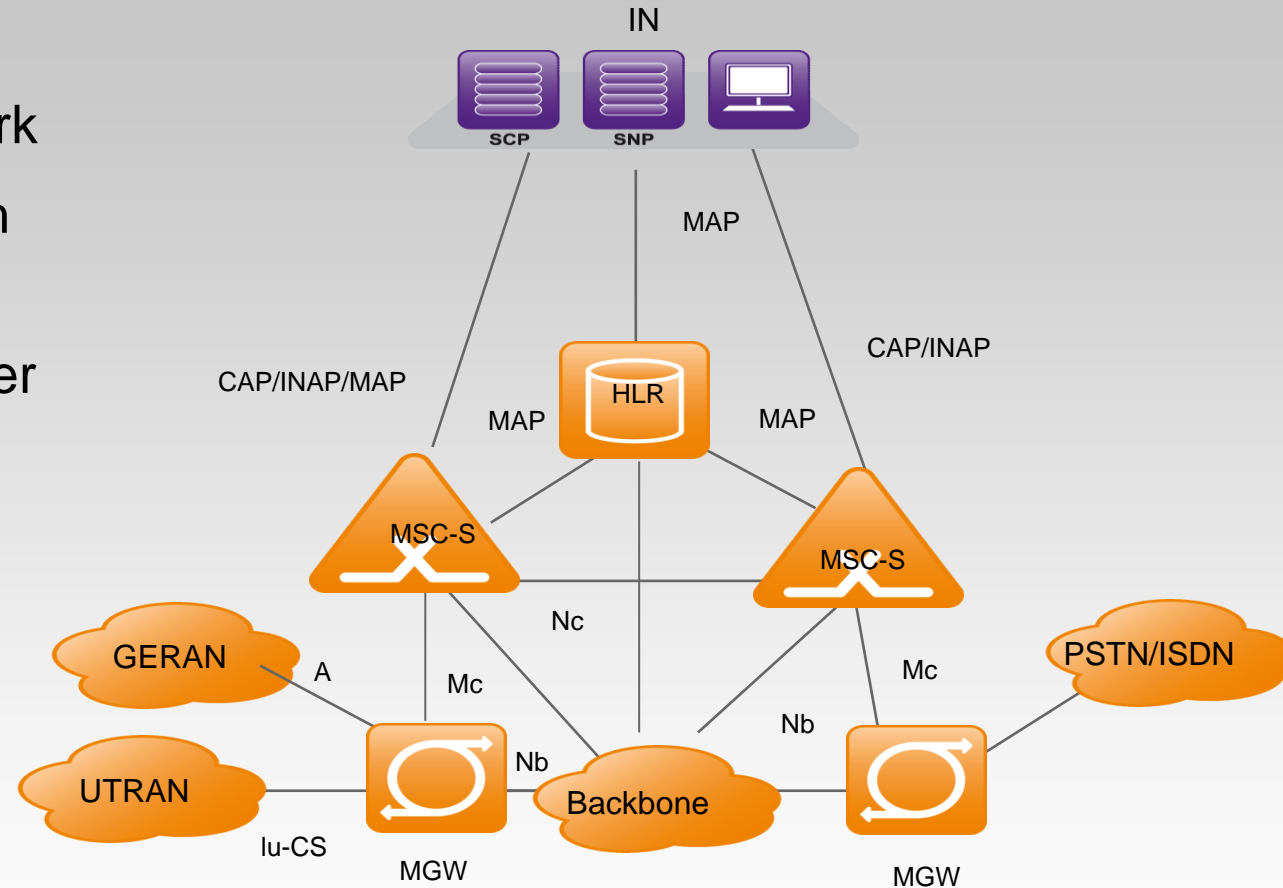 IN
rk
SCP
SNP
n
MAP
CAP/INAP
er
CAP/INAP/MAP
HLR
MAP
MAP
MSC-S
MSC-S
Nc
GERAN
A
Mc
Mc
PSTN/ISDN
Nb
Nb
UTRAN
Backbone
lu-CS
MGW
MGW